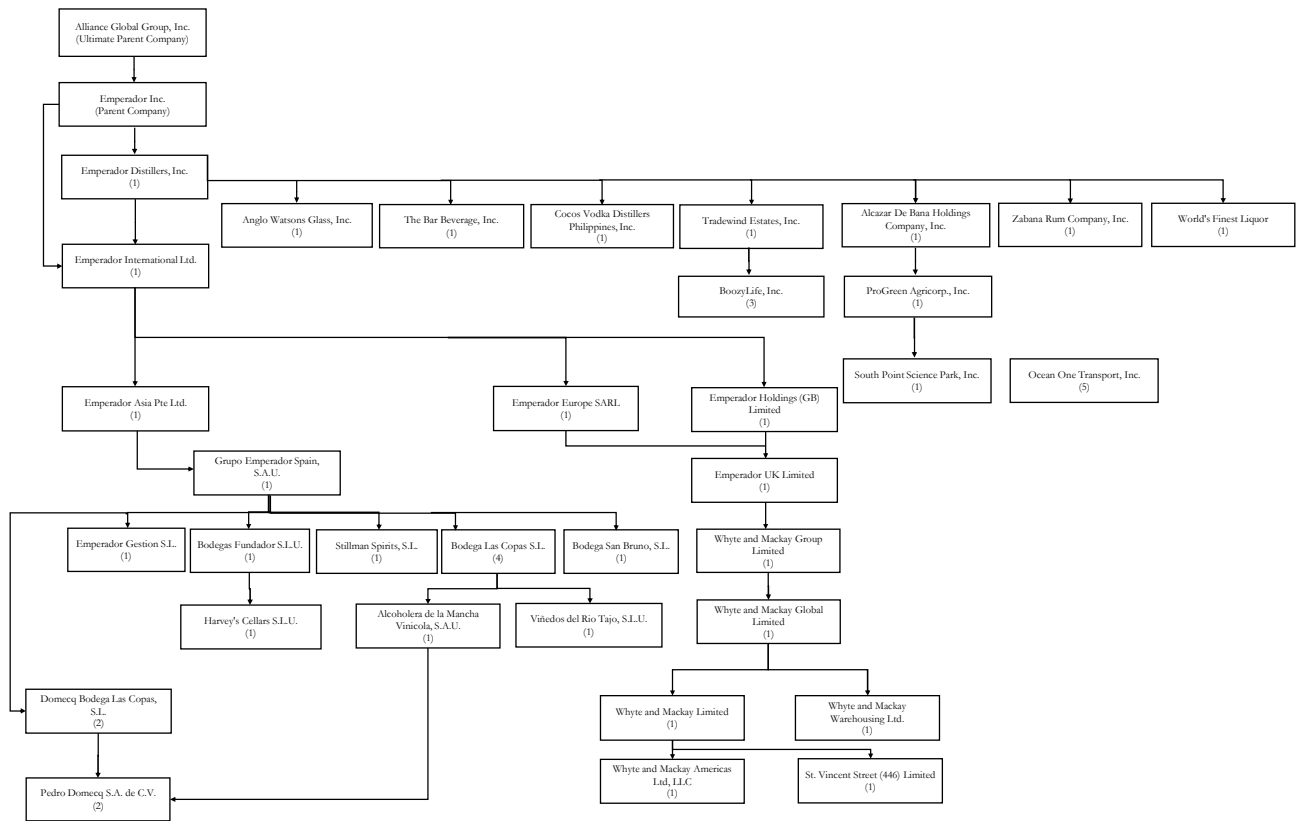 Alliance Global Group, Inc.
(Ultimate Parent Company)
Emperador Inc.
(Parent Company)
Emperador Distillers, Inc.
(1)
Anglo Watsons Glass, Inc.
(1)
The Bar Beverage, Inc.
(1)
Cocos Vodka Distillers
Philippines, Inc.
(1)
Tradewind Estates, Inc.
(1)
Alcazar De Bana Holdings
Company, Inc.
(1)
Zabana Rum Company, Inc.
(1)
World's Finest Liquor
(1)
Emperador International Ltd.
(1)
BoozyLife, Inc.
(3)
ProGreen Agricorp., Inc.
(1)
South Point Science Park, Inc.
(1)
Ocean One Transport, Inc.
(5)
Emperador Asia Pte Ltd.
(1)
Emperador Europe SARL
(1)
Emperador Holdings (GB)
Limited
(1)
Grupo Emperador Spain,
S.A.U.
(1)
Emperador UK Limited
(1)
Emperador Gestion S.L.
(1)
Bodegas Fundador S.L.U.
(1)
Stillman Spirits, S.L.
(1)
Bodega Las Copas S.L.
(4)
Bodega San Bruno, S.L.
(1)
Whyte and Mackay Group
Limited
(1)
Harvey's Cellars S.L.U.
(1)
Alcoholera de la Mancha
Vinicola, S.A.U.
(1)
Viñedos del Rio Tajo, S.L.U.
(1)
Whyte and Mackay Global
Limited
(1)
Domecq Bodega Las Copas,
S.L.
(2)
Whyte and Mackay Limited
(1)
Whyte and Mackay
Warehousing Ltd.
(1)
Pedro Domecq S.A. de C.V.
(2)
Whyte and Mackay Americas
Ltd, LLC
(1)
St. Vincent Street (446) Limited
(1)